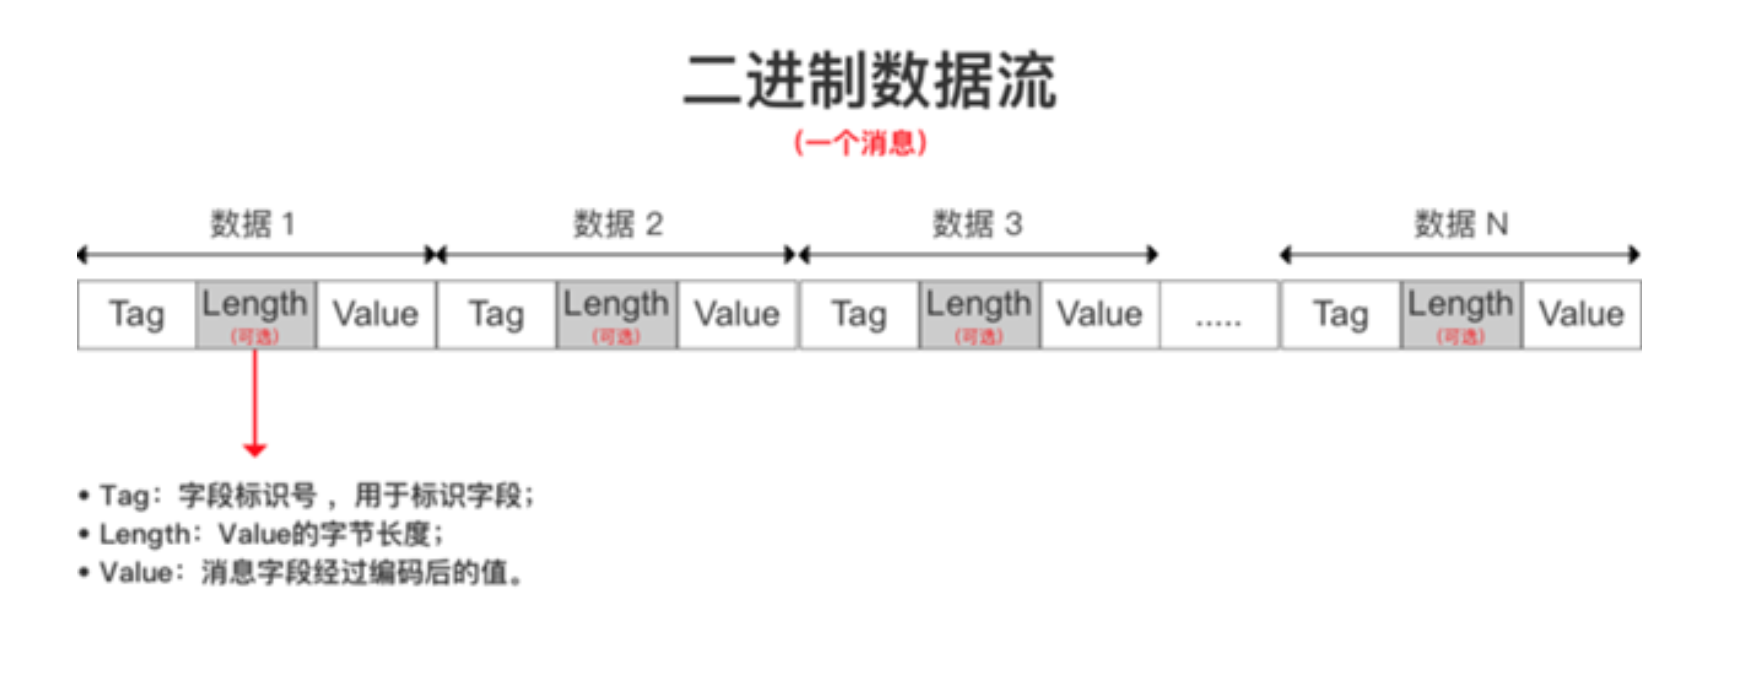 二进制数据流
(一个消息)
数据 1 数据 2 数据 3 数据 N
Tag Length Value Tag Length Value Tag Length Value ..... Tag Length Value
(可选) (可选) (可选) (可选)
• Tag：字段标识号，用于标识字段；
• Length：Value的字节长度；
• Value：消息字段经过编码后的值。